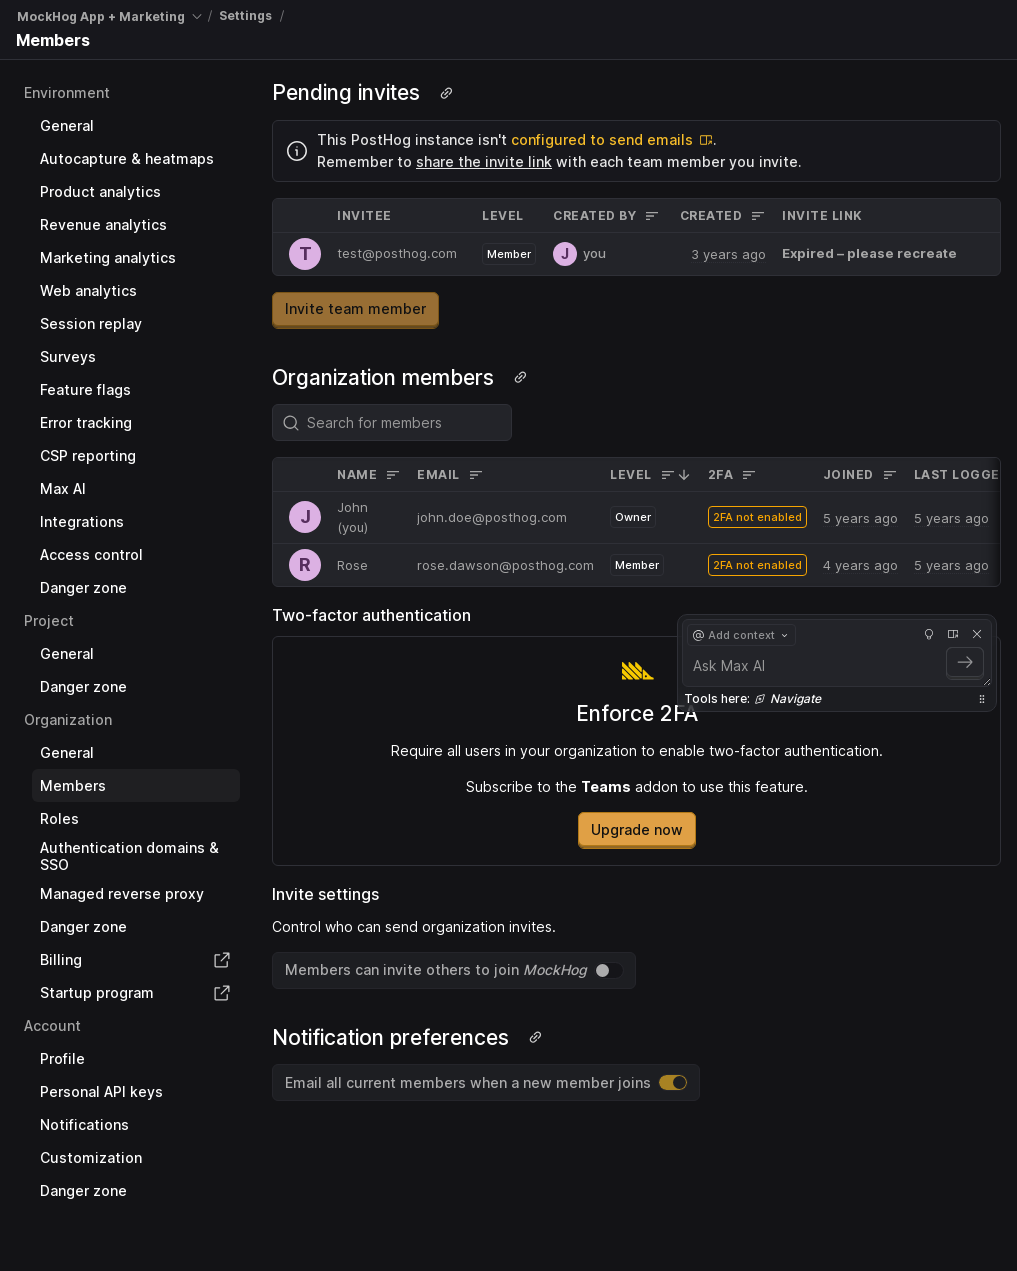 MockHog App + Marketing / Settings /
Members
Environment
General
Autocapture & heatmaps
Product analytics
Revenue analytics
Marketing analytics
Web analytics
Session replay
Surveys
Feature flags
Error tracking
CSP reporting
Max AI
Integrations
Access control
Danger zone
Project
General
Danger zone
Organization
General
Members
Roles
Authentication domains &
SSO
Managed reverse proxy
Danger zone
Billing
Startup program
Account
Profile
Personal API keys
Notifications
Customization
Danger zone
Pending invites
This PostHog instance isn't configured to send emails.
Remember to share the invite link with each team member you invite.
INVITEE LEVEL CREATED BY CREATED INVITE LINK
T test@posthog.com Member J you 3 years ago Expired – please recreate
Invite team member
Organization members
Search for members
NAME EMAIL LEVEL 2FA JOINED LAST LOGGE
J John (you) john.doe@posthog.com Owner 2FA not enabled 5 years ago 5 years ago
R Rose rose.dawson@posthog.com Member 2FA not enabled 4 years ago 5 years ago
Two-factor authentication
@ Add context
Ask Max AI
Tools here: Navigate
Enforce 2FA
Require all users in your organization to enable two-factor authentication.
Subscribe to the Teams addon to use this feature.
Upgrade now
Invite settings
Control who can send organization invites.
Members can invite others to join MockHog
Notification preferences
Email all current members when a new member joins